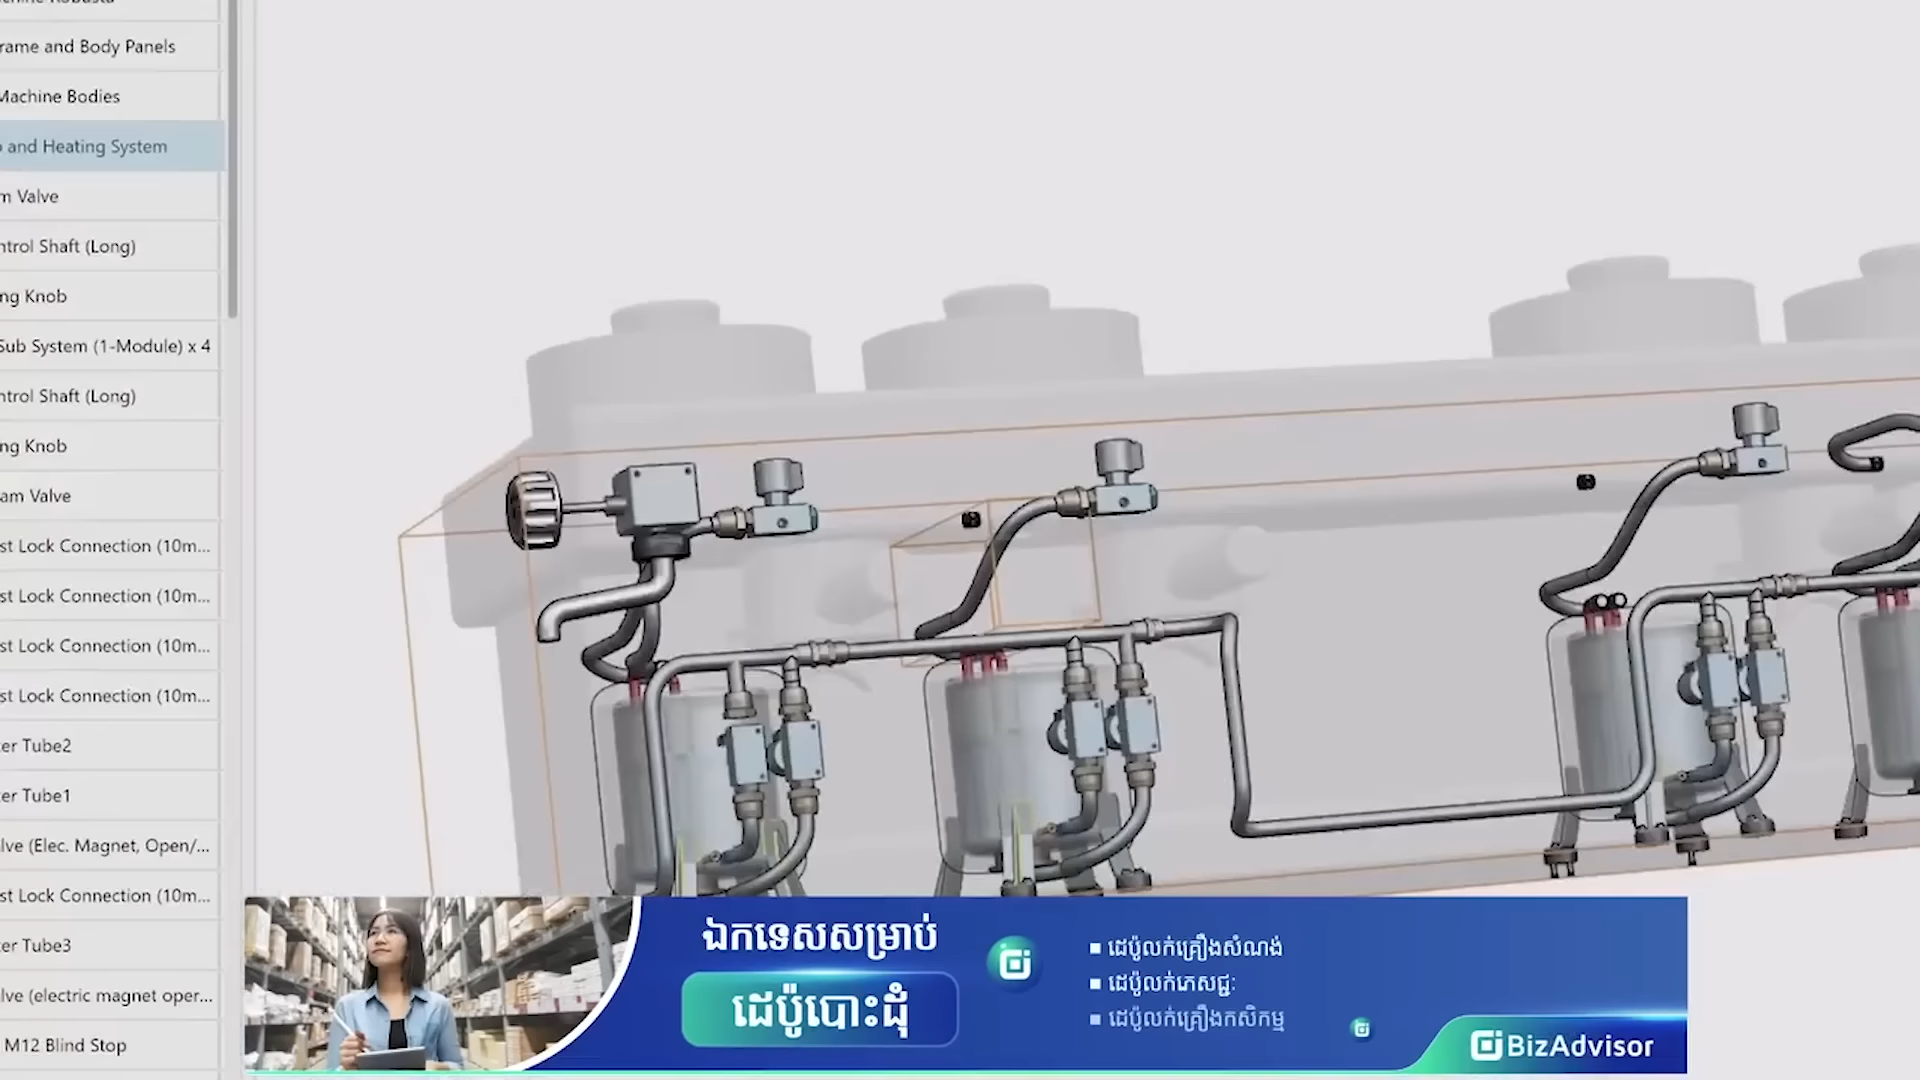 rame and Body Panels
Machine Bodies
and Heating System
m Valve
ntrol Shaft (Long)
ng Knob
Sub System (1-Module) x 4
ntrol Shaft (Long)
ng Knob
am Valve
st Lock Connection (10m...
st Lock Connection (10m...
st Lock Connection (10m...
st Lock Connection (10m...
er Tube2
er Tube1
lve (Elec. Magnet, Open/...
st Lock Connection (10m...
er Tube3
lve (electric magnet oper...
M12 Blind Stop
ឯកទេសសម្រាប់
ដេប៉ូបោះដុំ
ដេប៉ូលក់គ្រឿងសំណង់
ដេប៉ូលក់ភេសជ្ជៈ
ដេប៉ូលក់គ្រឿងកសិកម្ម
BizAdvisor